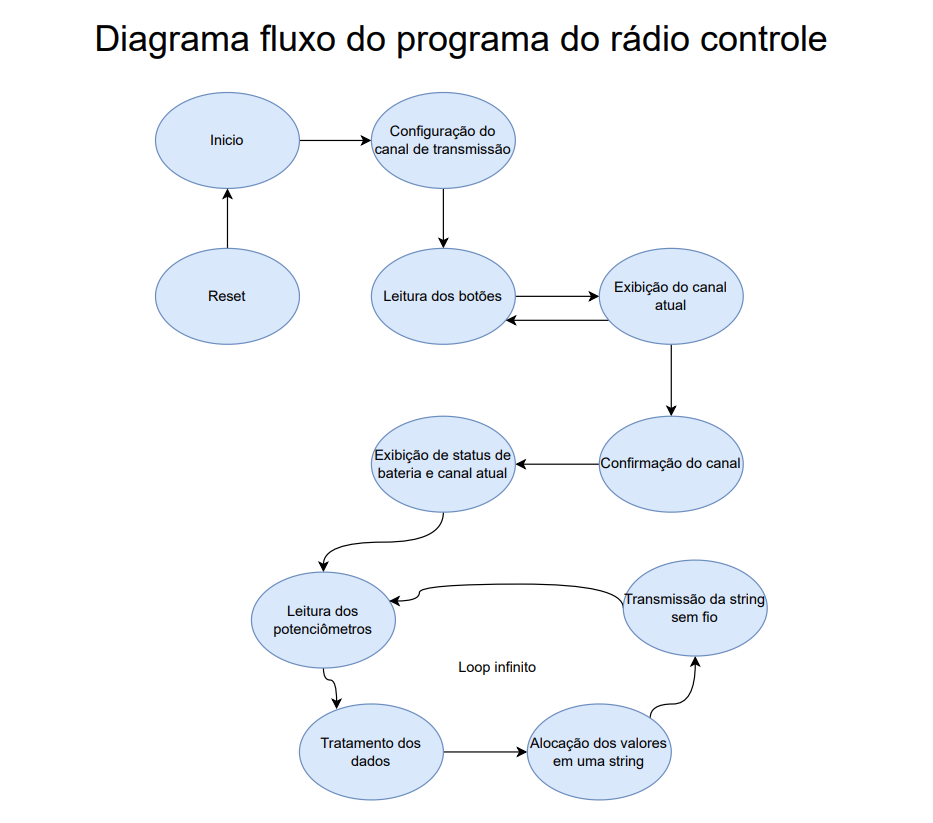 Diagrama fluxo do programa do rádio controle
Inicio
Configuração do
canal de transmissão
Reset
Leitura dos botões
Exibição do canal
atual
Exibição de status de
bateria e canal atual
Confirmação do canal
Leitura dos
potenciômetros
Transmissão da string
sem fio
Loop infinito
Tratamento dos
dados
Alocação dos valores
em uma string